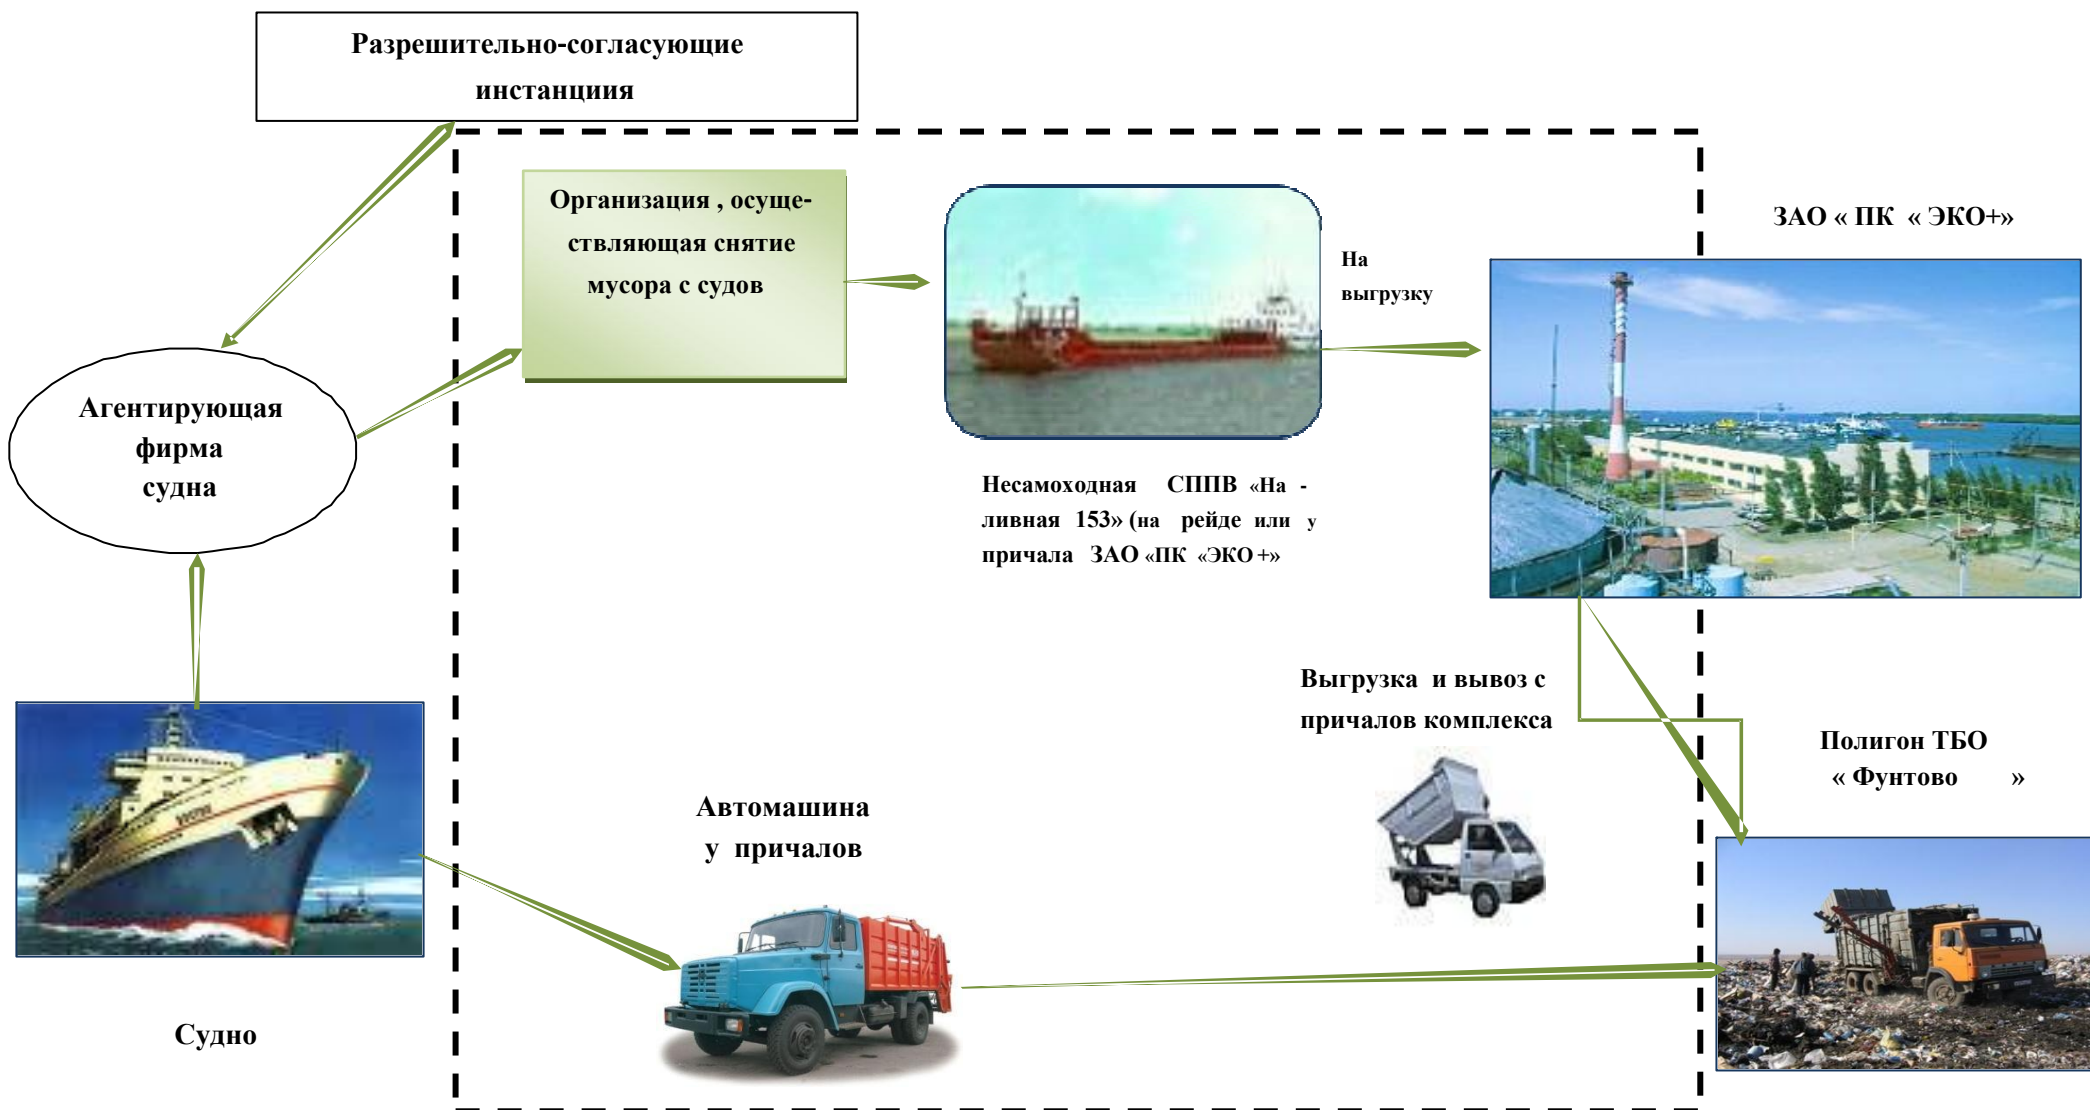 Разрешительно-согласующие
инстанциия
Организация , осуще-
ствляющая снятие
мусора с судов
ЗАО « ПК « ЭКО+»
На
выгрузку
Агентирующая
фирма
судна
Несамоходная СППВ «На -
ливная 153» (на рейде или у
причала ЗАО «ПК «ЭКО +»
Выгрузка и вывоз с
причалов комплекса
Полигон ТБО
« Фунтово »
Автомашина
у причалов
Судно